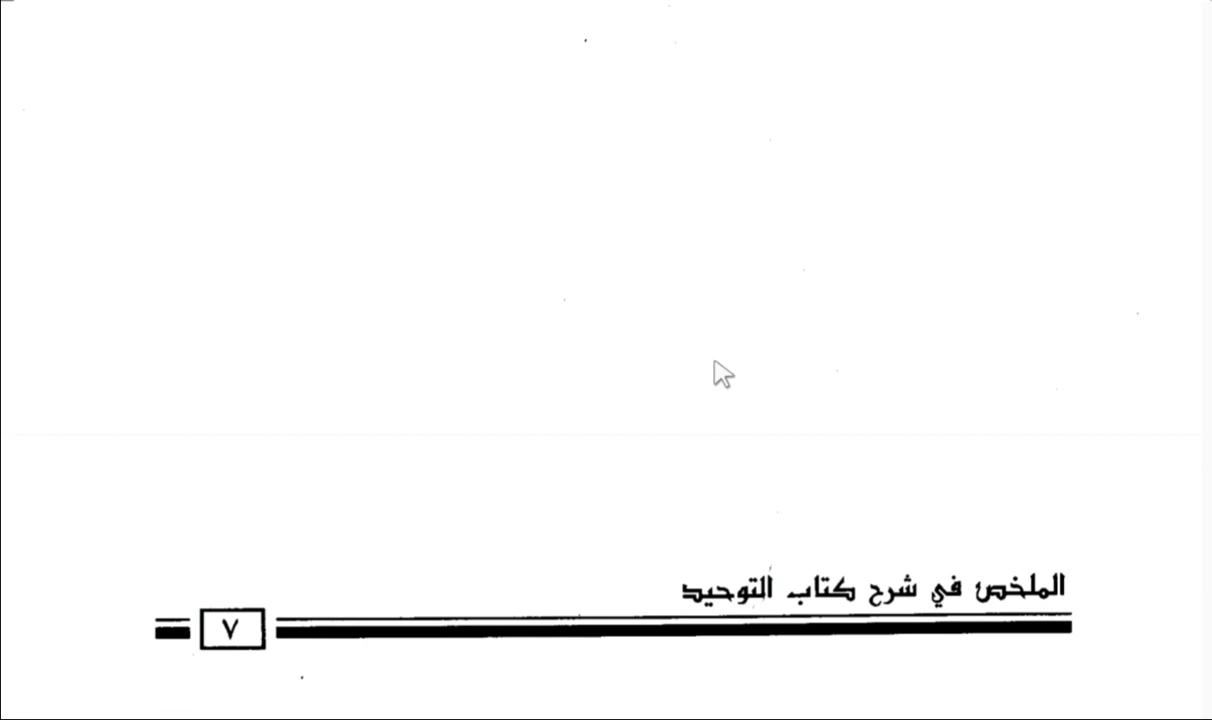 الملخص في شرح كتاب التوحيد
٧